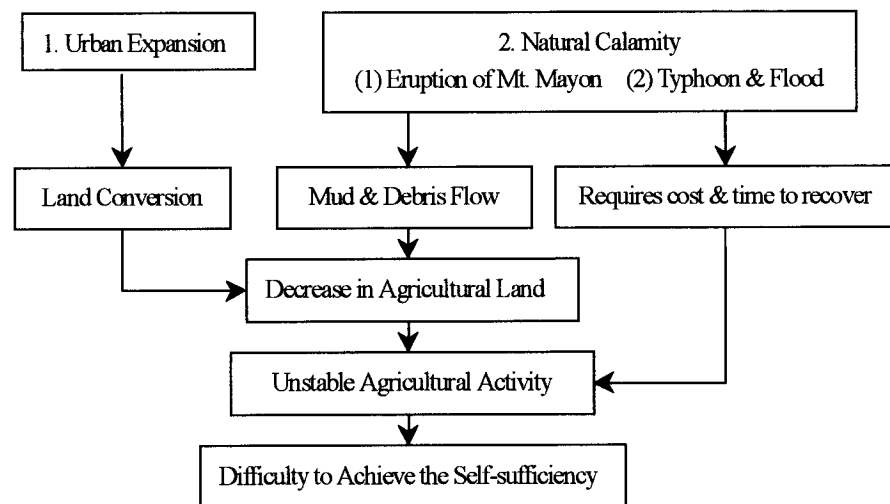 1. Urban Expansion
2. Natural Calamity
(1) Eruption of Mt. Mayon (2) Typhoon & Flood
Land Conversion
Mud & Debris Flow
Requires cost & time to recover
Decrease in Agricultural Land
Unstable Agricultural Activity
Difficulty to Achieve the Self-sufficiency